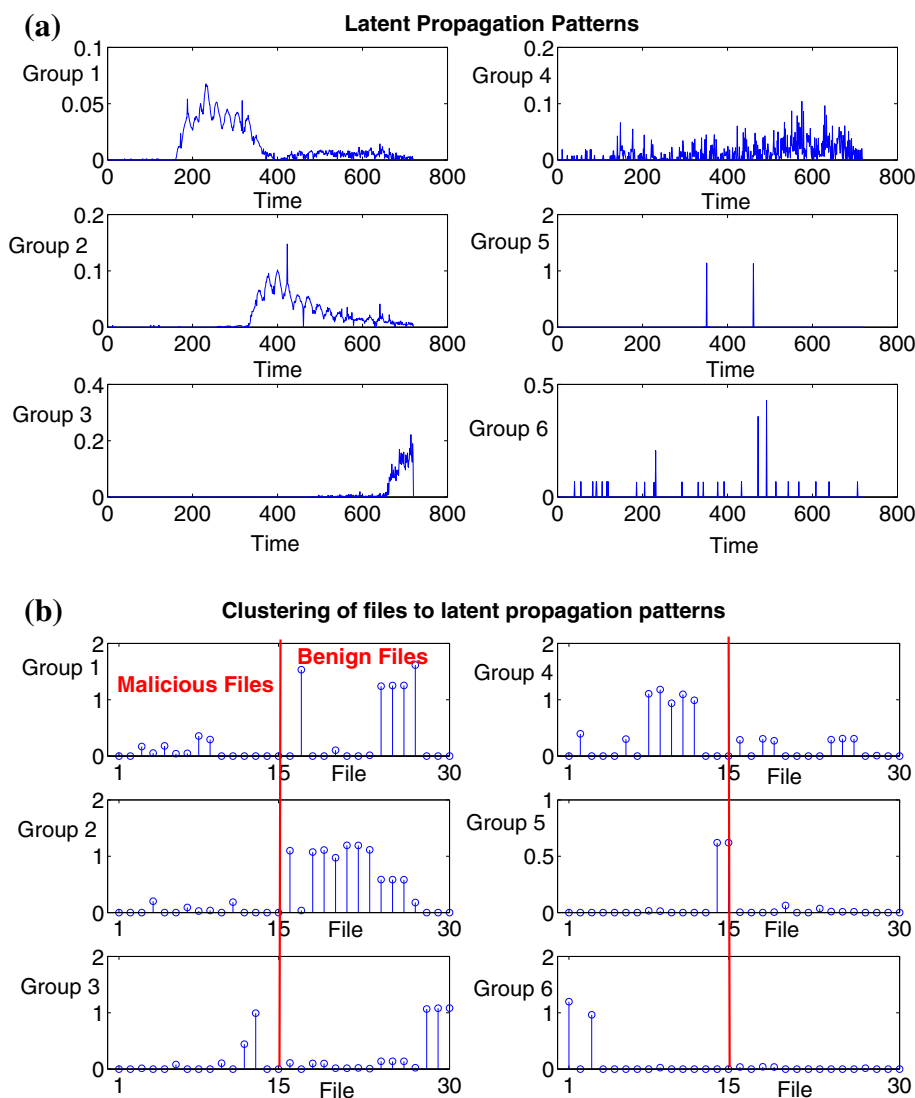 (a)
Latent Propagation Patterns
Group 1
0.1
0.05
0
0 200 400 600 800
Time
Group 4
0.2
0.1
0
0 200 400 600 800
Time
Group 2
0.2
0.1
0
0 200 400 600 800
Time
Group 5
2
1
0
0 200 400 600 800
Time
Group 3
0.4
0.2
0
0 200 400 600 800
Time
Group 6
0.5
0
0 200 400 600 800
Time
(b)
Clustering of files to latent propagation patterns
Group 1
2
1
0
Malicious Files
Benign Files
1 15 File 30
Group 4
2
1
0
1 15 File 30
Group 2
2
1
0
1 15 File 30
Group 5
1
0.5
0
1 15 File 30
Group 3
2
1
0
1 15 File 30
Group 6
2
1
0
1 15 File 30